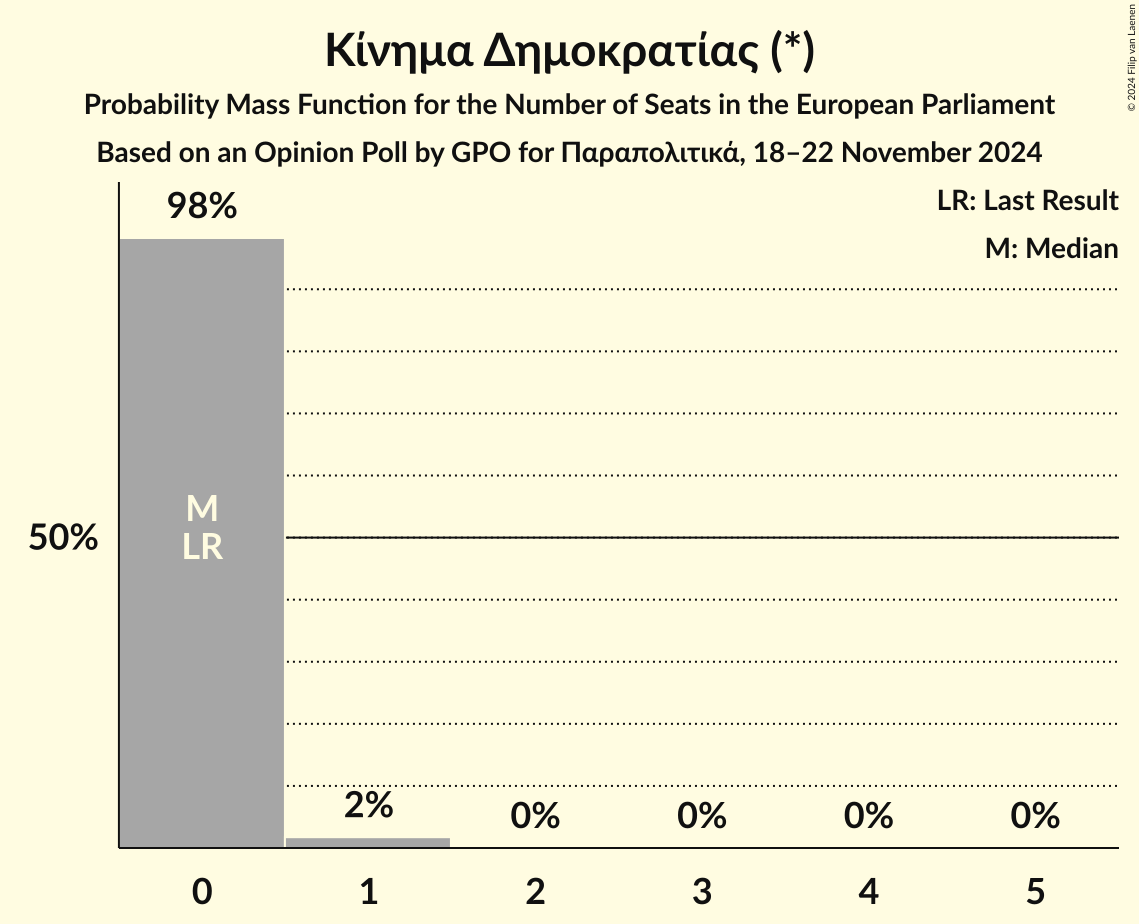 Κίνημα Δημοκρατίας (*)
Probability Mass Function for the Number of Seats in the European Parliament
Based on an Opinion Poll by GPO for Παραπολιτικά, 18–22 November 2024
© 2024 Filip van Laenen
LR: Last Result
M: Median
98%
M
LR
50%
2%
0%
0%
0%
0%
0
1
2
3
4
5